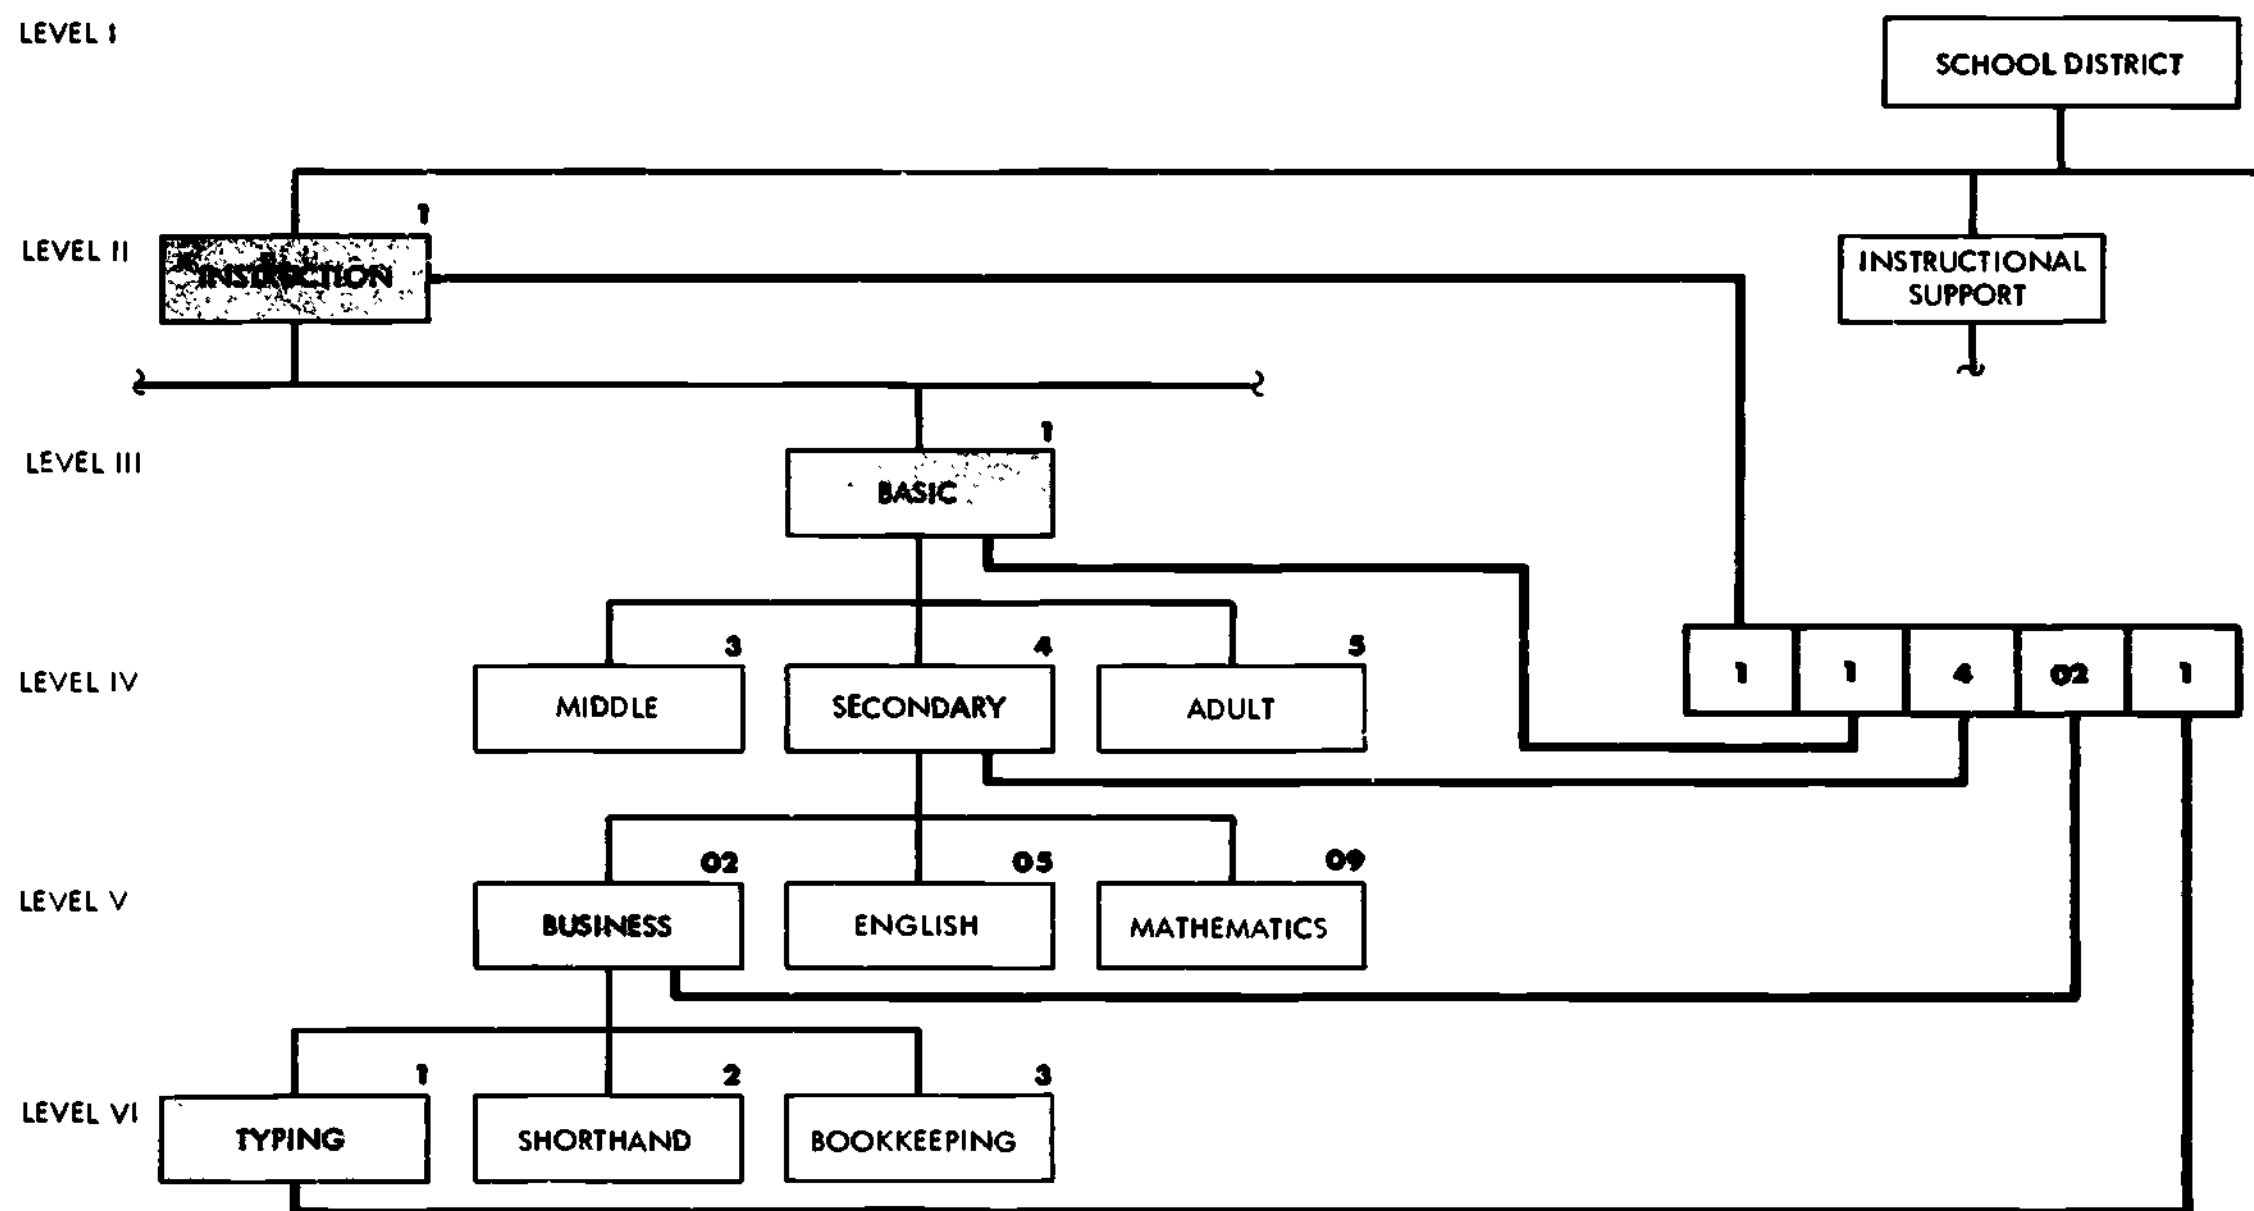 LEVEL I
SCHOOL DISTRICT
1
LEVEL II
INSTRUCTION
INSTRUCTIONAL
SUPPORT
1
LEVEL III
BASIC
3 4 5
LEVEL IV
MIDDLE SECONDARY ADULT
1 1 4 02 1
02 05 09
LEVEL V
BUSINESS ENGLISH MATHEMATICS
1 2 3
LEVEL VI
TYPING SHORTHAND BOOKKEEPING